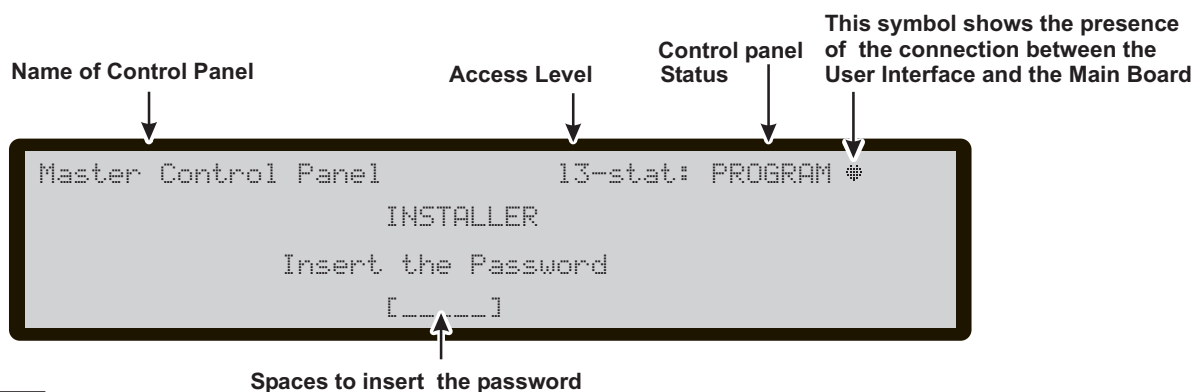 This symbol shows the presence
of the connection between the
User Interface and the Main Board
Control panel
Status
Name of Control Panel
Access Level
Master Control Panel l3-stat: PROGRAM
INSTALLER
Insert the Password
[_____]
Spaces to insert the password